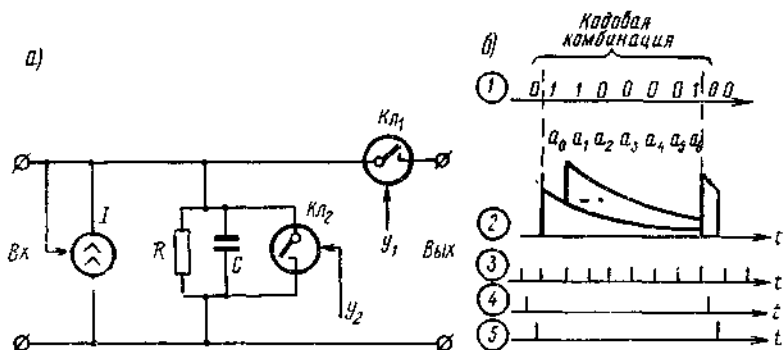 а)
Кл₁
I
Вх
R
C
Кл₂
У₁
Вых
У₂
б)
Кодовая
комбинация
1 0 1 1 0 0 0 0 0 1 0 0
a₀ a₁ a₂ a₃ a₄ a₅ a₆
2 t
3 t
4 t
5 t